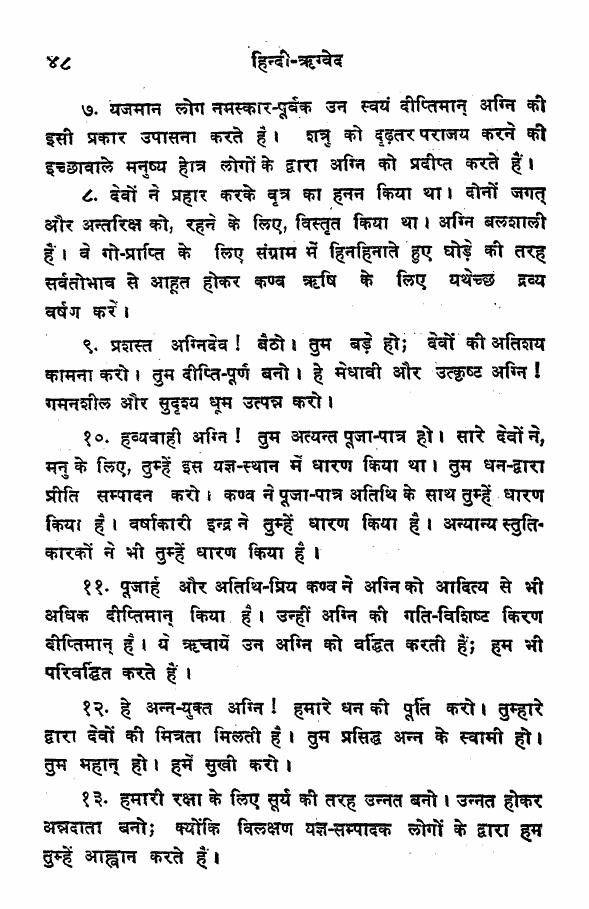 ४८ हिन्दी-ऋग्वेद
७. यजमान लोग नमस्कार-पूर्वक उन स्वयं दीप्तिमान् अग्नि की
इसी प्रकार उपासना करते हैं। शत्रु को दृढ़तर पराजय करने की
इच्छावाले मनुष्य होत्र लोगों के द्वारा अग्नि को प्रदीप्त करते हैं।
८. देवों ने प्रहार करके वृत्र का हनन किया था। दोनों जगत्
और अन्तरिक्ष को, रहने के लिए, विस्तृत किया था। अग्नि बलशाली
हैं। वे गो-प्राप्ति के लिए संग्राम में हिनहिनाते हुए घोड़े की तरह
सर्वतोभाव से आहूत होकर कण्व ऋषि के लिए यथेच्छ द्रव्य
वर्षण करें।
९. प्रशस्त अग्निदेव! बैठो। तुम बड़े हो; देवों की अतिशय
कामना करो। तुम दीप्ति-पूर्ण बनो। हे मेधावी और उत्कृष्ट अग्नि!
गमनशील और सुदृश्य धूम उत्पन्न करो।
१०. हव्यवाही अग्नि! तुम अत्यन्त पूजा-पात्र हो। सारे देवों ने,
मनु के लिए, तुम्हें इस यज्ञ-स्थान में धारण किया था। तुम धन-द्वारा
प्रीति सम्पादन करो। कण्व ने पूजा-पात्र अतिथि के साथ तुम्हें धारण
किया है। वर्षाकारी इन्द्र ने तुम्हें धारण किया है। अन्यान्य स्तुति-
कारकों ने भी तुम्हें धारण किया है।
११. पूजार्ह और अतिथि-प्रिय कण्व ने अग्नि को आदित्य से भी
अधिक दीप्तिमान् किया है। उन्हीं अग्नि की गति-विशिष्ट किरण
दीप्तिमान् है। ये ऋचायें उन अग्नि को वर्द्धित करती हैं; हम भी
परिवर्द्धित करते हैं।
१२. हे अन्न-युक्त अग्नि! हमारे धन की पूर्ति करो। तुम्हारे
द्वारा देवों की मित्रता मिलती है। तुम प्रसिद्ध अन्न के स्वामी हो।
तुम महान् हो। हमें सुखी करो।
१३. हमारी रक्षा के लिए सूर्य की तरह उन्नत बनो। उन्नत होकर
अन्नदाता बनो; क्योंकि विलक्षण यज्ञ-सम्पादक लोगों के द्वारा हम
तुम्हें आह्वान करते हैं।